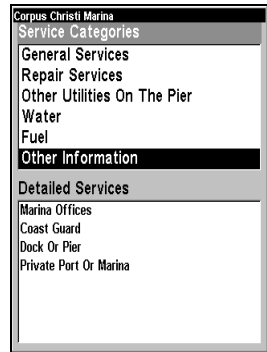 Corpus Christi Marina
Service Categories
General Services
Repair Services
Other Utilities On The Pier
Water
Fuel
Other Information
Detailed Services
Marina Offices
Coast Guard
Dock Or Pier
Private Port Or Marina